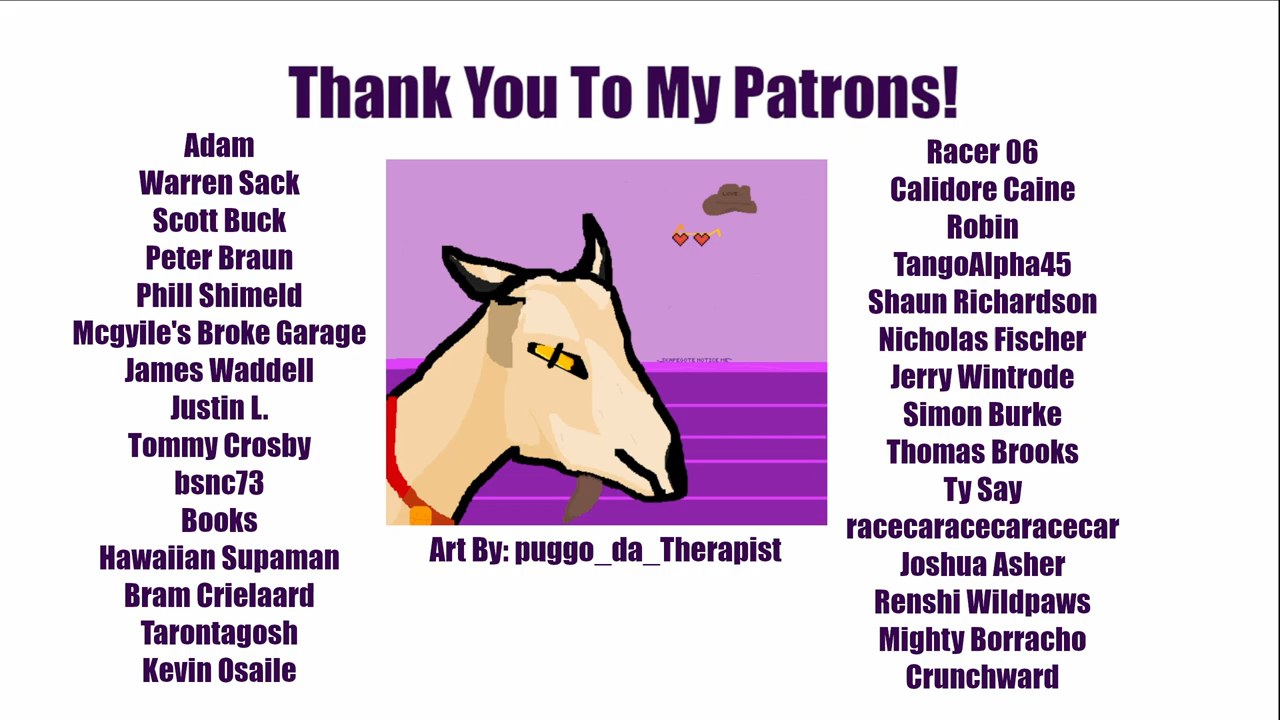 Thank You To My Patrons!
Adam
Warren Sack
Scott Buck
Peter Braun
Phill Shimeld
Mcgyile's Broke Garage
James Waddell
Justin L.
Tommy Crosby
bsnc73
Books
Hawaiian Supaman
Bram Crielaard
Tarontagosh
Kevin Osaile
LOVE
Art By: puggo_da_Therapist
Racer 06
Calidore Caine
Robin
TangoAlpha45
Shaun Richardson
Nicholas Fischer
Jerry Wintrode
Simon Burke
Thomas Brooks
Ty Say
racecaracecaracecar
Joshua Asher
Renshi Wildpaws
Mighty Borracho
Crunchward